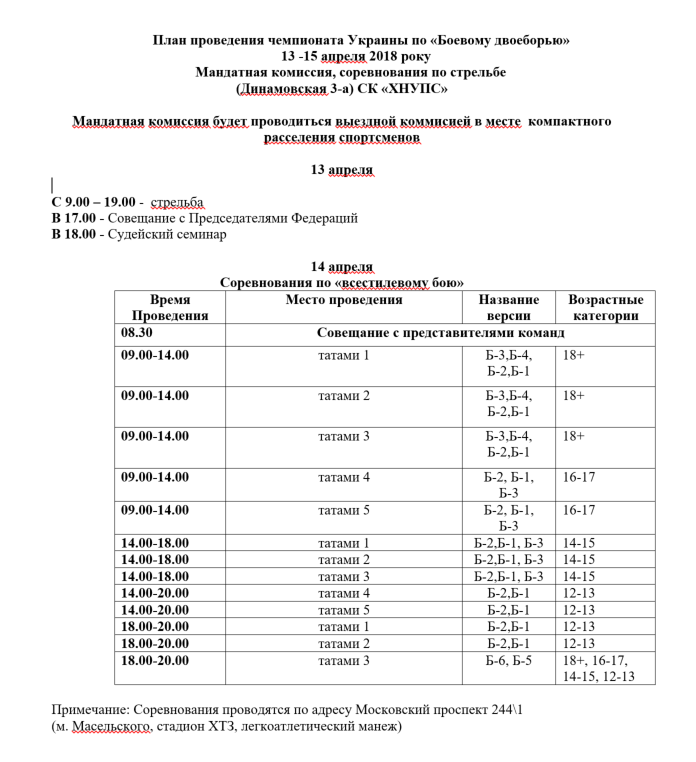 План проведения чемпионата Украины по «Боевому двоеборью»
13 -15 апреля 2018 року
Мандатная комиссия, соревнования по стрельбе
(Динамовская 3-а) СК «ХНУПС»
Мандатная комиссия будет проводиться выездной коммисией в месте компактного
расселения спортсменов
13 апреля
С 9.00 – 19.00 - стрельба
В 17.00 - Совещание с Председателями Федераций
В 18.00 - Судейский семинар
14 апреля
Соревнования по «всестилевому бою»
Время Место проведения Название Возрастные
Проведения версии категории
08.30 Совещание с представителями команд
09.00-14.00 татами 1 Б-3,Б-4, 18+
Б-2,Б-1
09.00-14.00 татами 2 Б-3,Б-4, 18+
Б-2,Б-1
09.00-14.00 татами 3 Б-3,Б-4, 18+
Б-2,Б-1
09.00-14.00 татами 4 Б-2, Б-1, 16-17
Б-3
09.00-14.00 татами 5 Б-2, Б-1, 16-17
Б-3
14.00-18.00 татами 1 Б-2,Б-1, Б-3 14-15
14.00-18.00 татами 2 Б-2,Б-1, Б-3 14-15
14.00-18.00 татами 3 Б-2,Б-1, Б-3 14-15
14.00-20.00 татами 4 Б-2,Б-1 12-13
14.00-20.00 татами 5 Б-2,Б-1 12-13
18.00-20.00 татами 1 Б-2,Б-1 12-13
18.00-20.00 татами 2 Б-2,Б-1 12-13
18.00-20.00 татами 3 Б-6, Б-5 18+, 16-17,
14-15, 12-13
Примечание: Соревнования проводятся по адресу Московский проспект 244\1
(м. Масельского, стадион ХТЗ, легкоатлетический манеж)